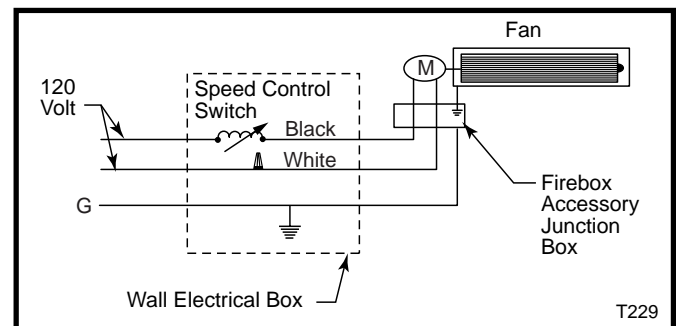 Fan
M
120
Volt
Speed Control
Switch
Black
White
G
Firebox
Accessory
Junction
Box
Wall Electrical Box
T229